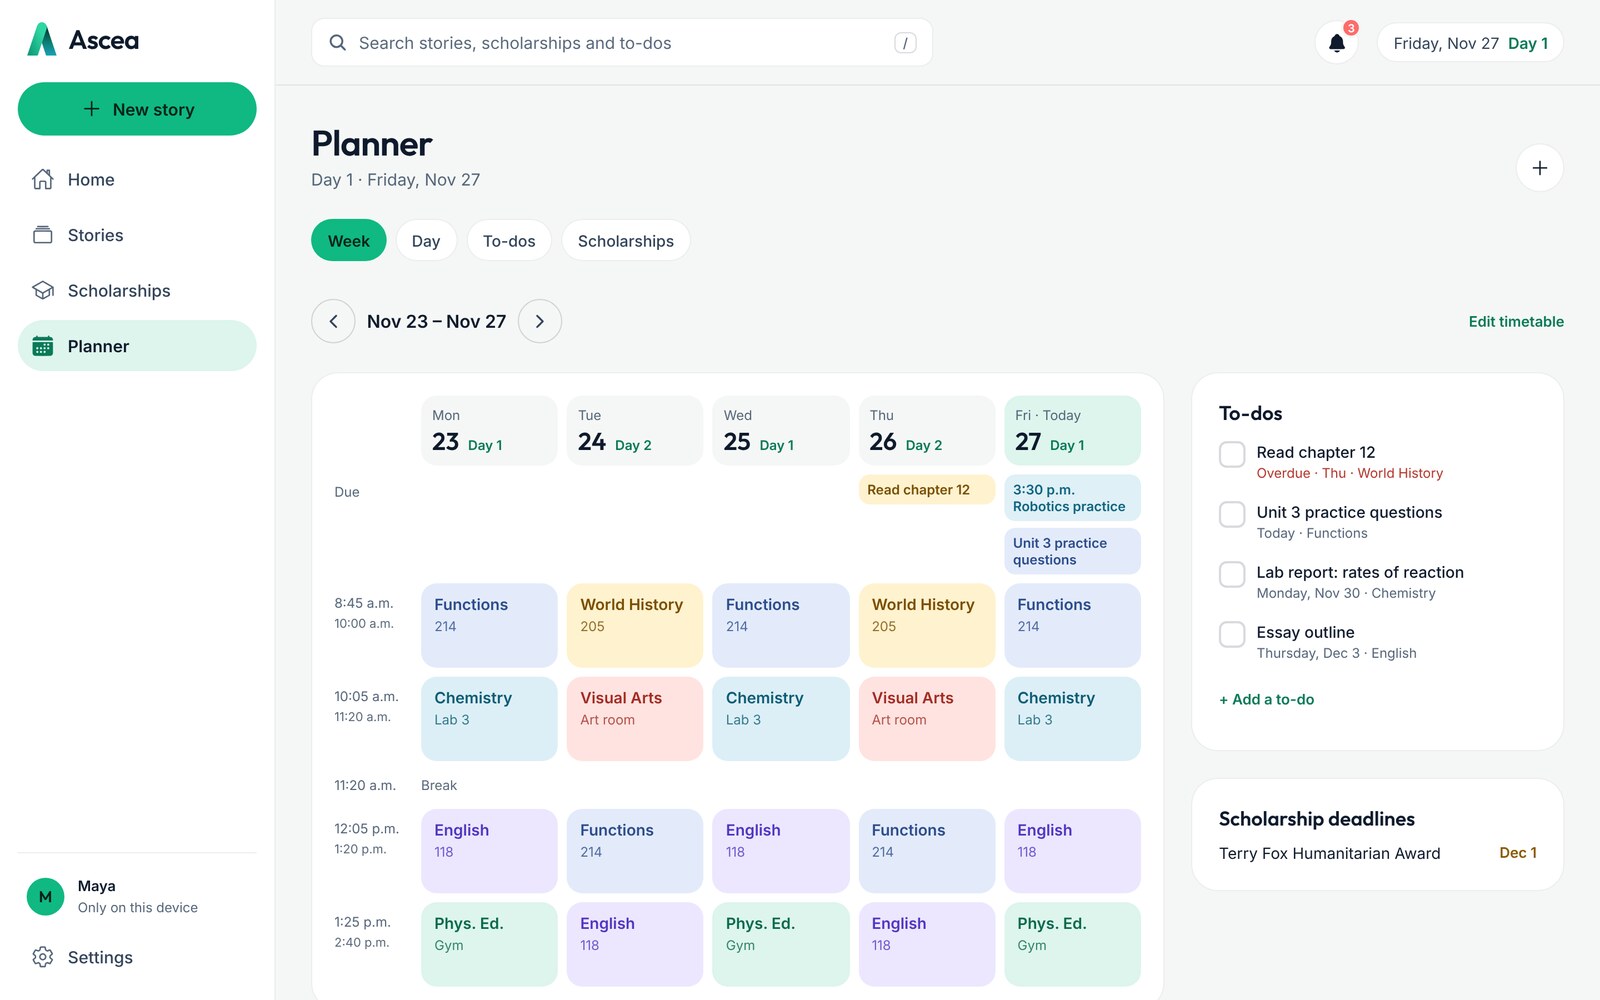 Ascea
New story
Home
Stories
Scholarships
Planner
Maya
M
Only on this device
Settings
Search stories, scholarships and to-dos
/
3
Friday, Nov 27 Day 1
Planner
Day 1 · Friday, Nov 27
Week
Day
To-dos
Scholarships
Nov 23 – Nov 27
Edit timetable
Mon
23 Day 1
Tue
24 Day 2
Wed
25 Day 1
Thu
26 Day 2
Fri · Today
27 Day 1
Due
Read chapter 12
3:30 p.m.
Robotics practice
Unit 3 practice
questions
8:45 a.m.
10:00 a.m.
Functions
214
World History
205
Functions
214
World History
205
Functions
214
10:05 a.m.
11:20 a.m.
Chemistry
Lab 3
Visual Arts
Art room
Chemistry
Lab 3
Visual Arts
Art room
Chemistry
Lab 3
11:20 a.m.
Break
12:05 p.m.
1:20 p.m.
English
118
Functions
214
English
118
Functions
214
English
118
1:25 p.m.
2:40 p.m.
Phys. Ed.
Gym
English
118
Phys. Ed.
Gym
English
118
Phys. Ed.
Gym
To-dos
Read chapter 12
Overdue · Thu · World History
Unit 3 practice questions
Today · Functions
Lab report: rates of reaction
Monday, Nov 30 · Chemistry
Essay outline
Thursday, Dec 3 · English
+ Add a to-do
Scholarship deadlines
Terry Fox Humanitarian Award
Dec 1